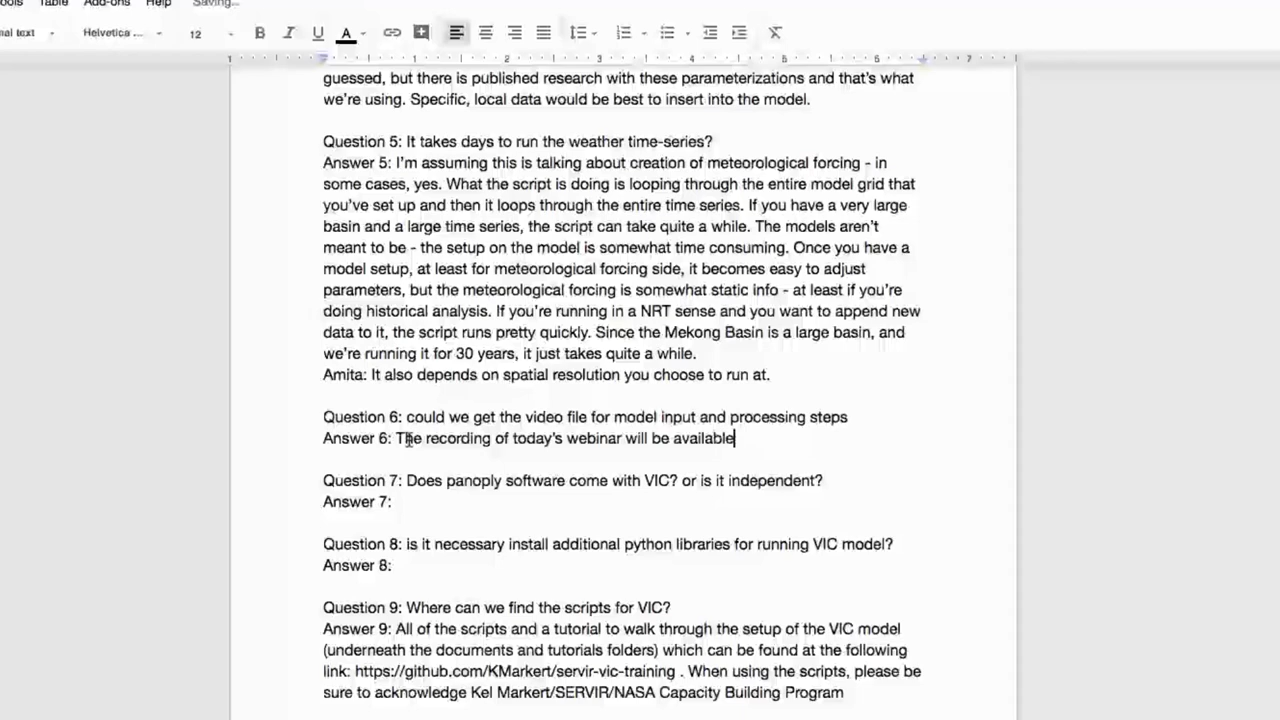 ools Table Add-ons Help Saving...
nal text Helvetica ... 12 B I U A
1 1 2 3 4 5 6 7
guessed, but there is published research with these parameterizations and that's what
we're using. Specific, local data would be best to insert into the model.
Question 5: It takes days to run the weather time-series?
Answer 5: I'm assuming this is talking about creation of meteorological forcing - in
some cases, yes. What the script is doing is looping through the entire model grid that
you've set up and then it loops through the entire time series. If you have a very large
basin and a large time series, the script can take quite a while. The models aren't
meant to be - the setup on the model is somewhat time consuming. Once you have a
model setup, at least for meteorological forcing side, it becomes easy to adjust
parameters, but the meteorological forcing is somewhat static info - at least if you're
doing historical analysis. If you're running in a NRT sense and you want to append new
data to it, the script runs pretty quickly. Since the Mekong Basin is a large basin, and
we're running it for 30 years, it just takes quite a while.
Amita: It also depends on spatial resolution you choose to run at.
Question 6: could we get the video file for model input and processing steps
Answer 6: The recording of today's webinar will be available
Question 7: Does panoply software come with VIC? or is it independent?
Answer 7:
Question 8: is it necessary install additional python libraries for running VIC model?
Answer 8:
Question 9: Where can we find the scripts for VIC?
Answer 9: All of the scripts and a tutorial to walk through the setup of the VIC model
(underneath the documents and tutorials folders) which can be found at the following
link: https://github.com/KMarkert/servir-vic-training . When using the scripts, please be
sure to acknowledge Kel Markert/SERVIR/NASA Capacity Building Program